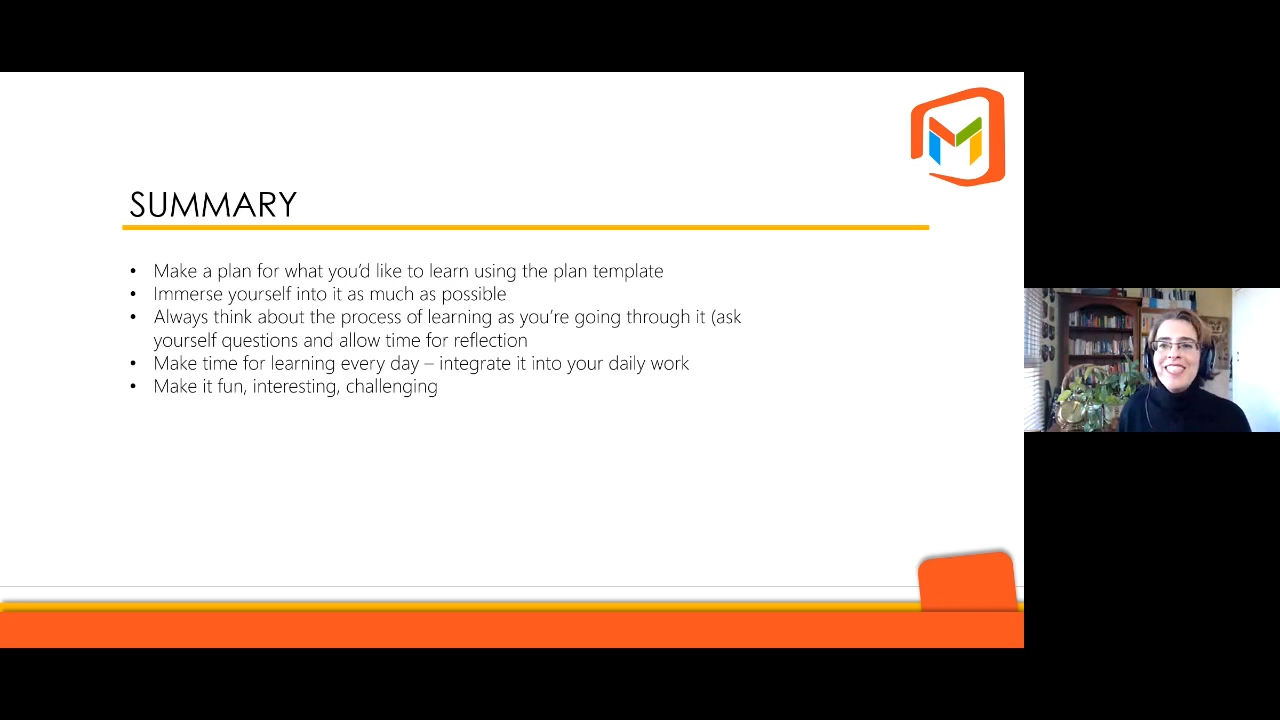 SUMMARY
• Make a plan for what you'd like to learn using the plan template
• Immerse yourself into it as much as possible
• Always think about the process of learning as you're going through it (ask
yourself questions and allow time for reflection
• Make time for learning every day – integrate it into your daily work
• Make it fun, interesting, challenging